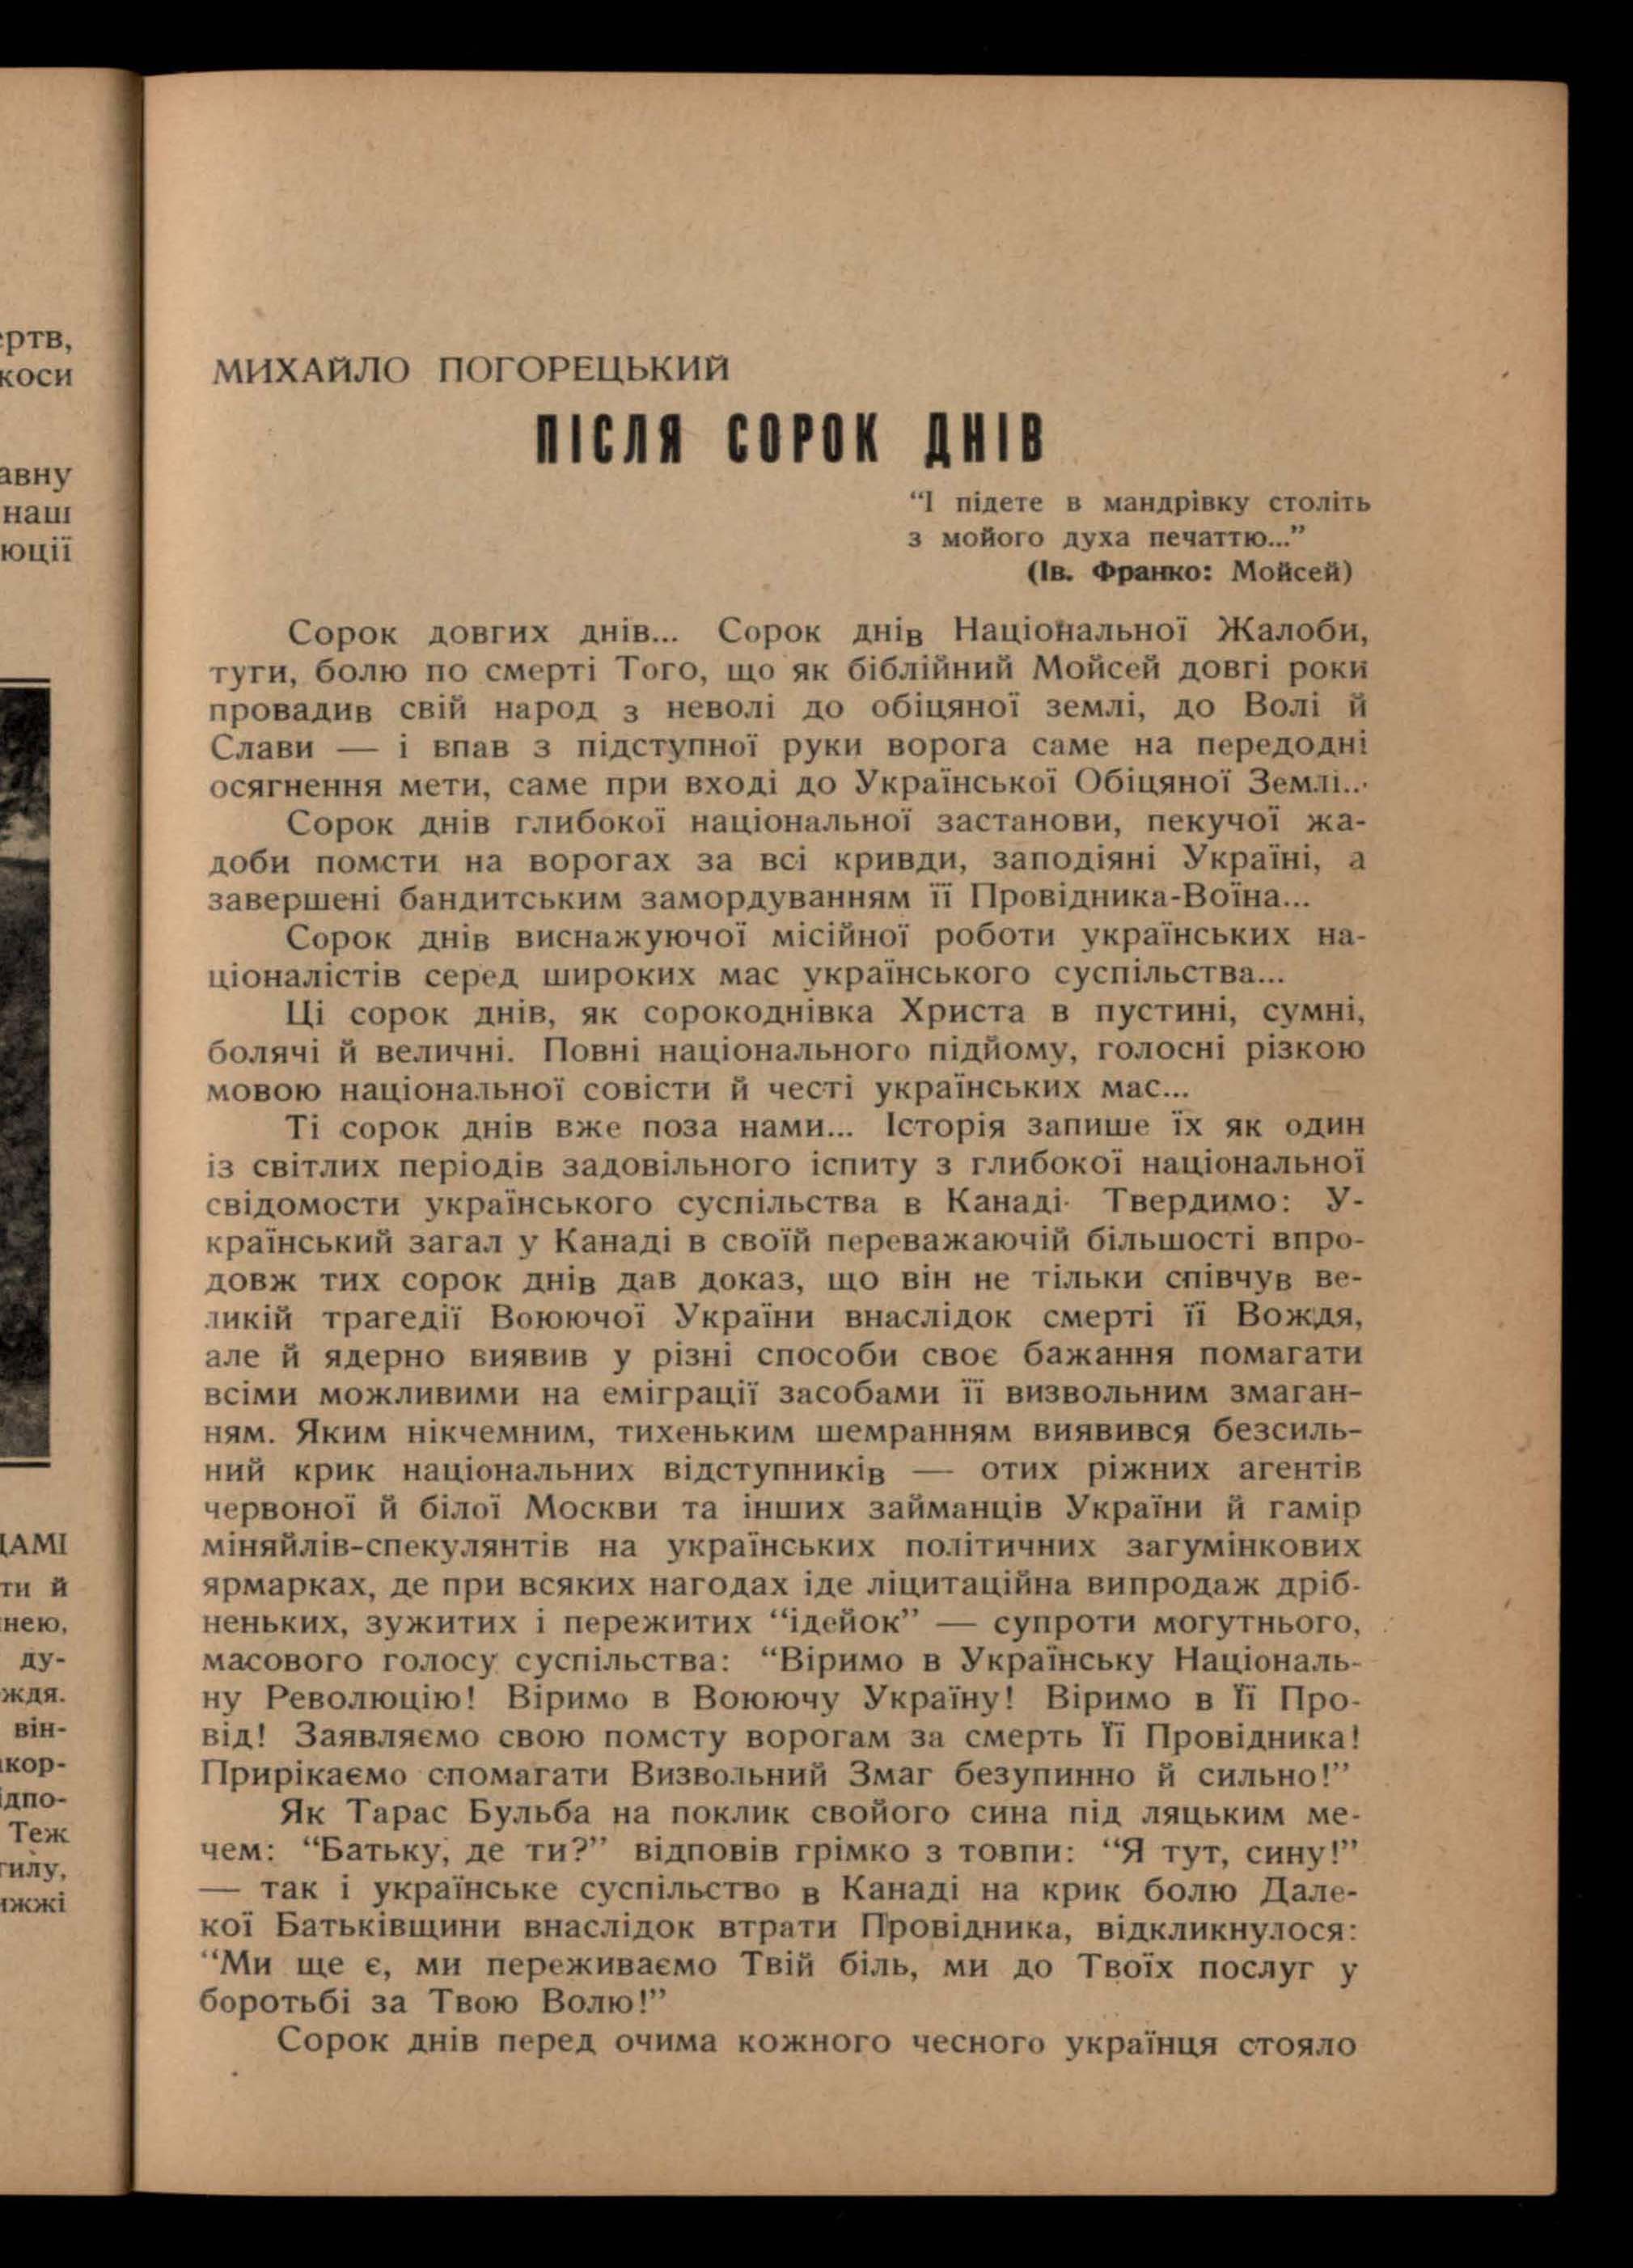 ертв,
коси
авну
наші
юції
ЦАМІ
ти й
нею,
ду-
ждя.
він-
кор-
ідпо-
Теж
гилу,
іжжі
МИХАЙЛО ПОГОРЕЦЬКИЙ
ПІСЛЯ СОРОК ДНІВ
“І підете в мандрівку століть
з мойого духа печаттю...”
(Ів. Франко: Мойсей)
Сорок довгих днів... Сорок днів Національної Жалоби,
туги, болю по смерті Того, що як біблійний Мойсей довгі роки
провадив свій народ з неволі до обіцяної землі, до Волі й
Слави — і впав з підступної руки ворога саме на передодні
осягнення мети, саме при вході до Української Обіцяної Землі...
Сорок днів глибокої національної застанови, пекучої жа-
доби помсти на ворогах за всі кривди, заподіяні Україні, а
завершені бандитським замордуванням її Провідника-Воїна...
Сорок днів виснажуючої місійної роботи українських на-
ціоналістів серед широких мас українського суспільства...
Ці сорок днів, як сорокоднівка Христа в пустині, сумні,
болячі й величні. Повні національного підйому, голосні різкою
мовою національної совісти й честі українських мас...
Ті сорок днів вже поза нами... Історія запише їх як один
із світлих періодів задовільного іспиту з глибокої національної
свідомости українського суспільства в Канаді. Твердимо: У-
країнський загал у Канаді в своїй переважаючій більшості впро-
довж тих сорок днів дав доказ, що він не тільки співчув ве-
ликій трагедії Воюючої України внаслідок смерті її Вождя,
але й ядерно виявив у різні способи своє бажання помагати
всіми можливими на еміграції засобами її визвольним змаган-
ням. Яким нікчемним, тихеньким шемранням виявився безсиль-
ний крик національних відступників — отих ріжних агентів
червоної й білої Москви та інших займанців України й гамір
міняйлів-спекулянтів на українських політичних загумінкових
ярмарках, де при всяких нагодах іде ліцитаційна випродаж дріб-
неньких, зужитих і пережитих “ідейок” — супроти могутнього,
масового голосу суспільства: “Віримо в Українську Національ-
ну Революцію! Віримо в Воюючу Україну! Віримо в Її Про-
від! Заявляємо свою помсту ворогам за смерть Її Провідника!
Прирікаємо спомагати Визвольний Змаг безупинно й сильно!”
Як Тарас Бульба на поклик свойого сина під ляцьким ме-
чем: “Батьку, де ти?” відповів грімко з товпи: “Я тут, сину!”
— так і українське суспільство в Канаді на крик болю Дале-
кої Батьківщини внаслідок втрати Провідника, відкликнулося:
“Ми ще є, ми переживаємо Твій біль, ми до Твоїх послуг у
боротьбі за Твою Волю!”
Сорок днів перед очима кожного чесного українця стояло